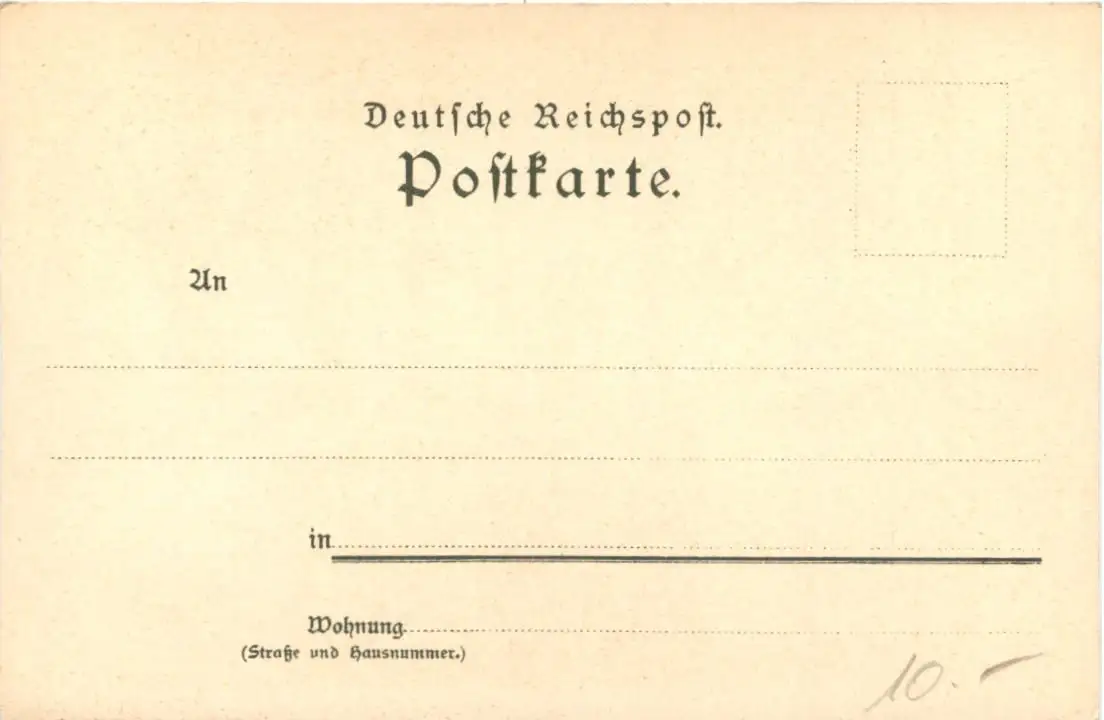 Deutsche Reichspost.
Postkarte.
An
in
Wohnung
(Straße und Hausnummer.)
10.-